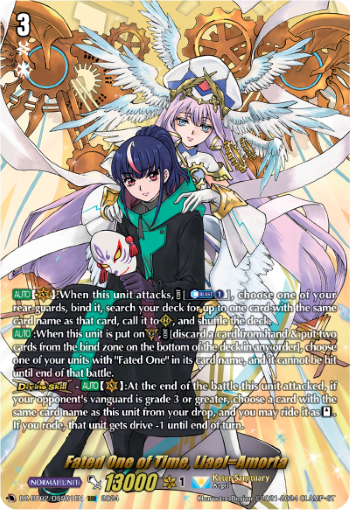 3
AUTO :When this unit attacks, [ BLAST 1 ], choose one of your
rear-guards, bind it, search your deck for up to one card with the
same card name as that card, call it to , and shuffle the deck.
AUTO :When this unit is put on , [discard a card from hand & put two
cards from the bind zone on the bottom of the deck in any order], choose
one of your units with "Fated One" in its card name, and it cannot be hit
until end of that battle.
Divine Skill - AUTO :At the end of the battle this unit attacked, if
your opponent's vanguard is grade 3 or greater, choose a card with the
same card name as this unit from your drop, and you may ride it as .
If you rode, that unit gets drive -1 until end of turn.
Fated One of Time, Liael=Amorta
NORMAL UNIT 13000 1 Keter Sanctuary
Angel
2024